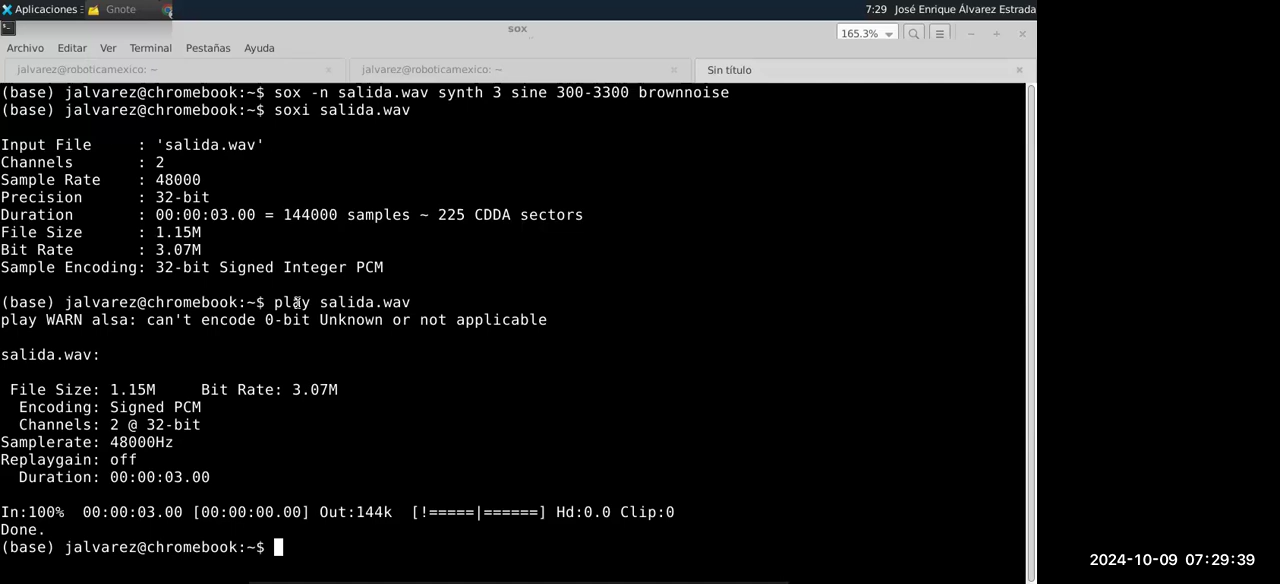 Aplicaciones Gnote 7:29 José Enrique Álvarez Estrada
sox 165.3%
Archivo Editar Ver Terminal Pestañas Ayuda
jalvarez@roboticamexico: ~ × jalvarez@roboticamexico: ~ × Sin título ×
(base) jalvarez@chromebook:~$ sox -n salida.wav synth 3 sine 300-3300 brownnoise
(base) jalvarez@chromebook:~$ soxi salida.wav
Input File     : 'salida.wav'
Channels       : 2
Sample Rate    : 48000
Precision      : 32-bit
Duration       : 00:00:03.00 = 144000 samples ~ 225 CDDA sectors
File Size      : 1.15M
Bit Rate       : 3.07M
Sample Encoding: 32-bit Signed Integer PCM
(base) jalvarez@chromebook:~$ play salida.wav
play WARN alsa: can't encode 0-bit Unknown or not applicable
salida.wav:
File Size: 1.15M     Bit Rate: 3.07M
Encoding: Signed PCM
Channels: 2 @ 32-bit
Samplerate: 48000Hz
Replaygain: off
Duration: 00:00:03.00
In:100%  00:00:03.00 [00:00:00.00] Out:144k  [!=====|======] Hd:0.0 Clip:0
Done.
(base) jalvarez@chromebook:~$
2024-10-09 07:29:39